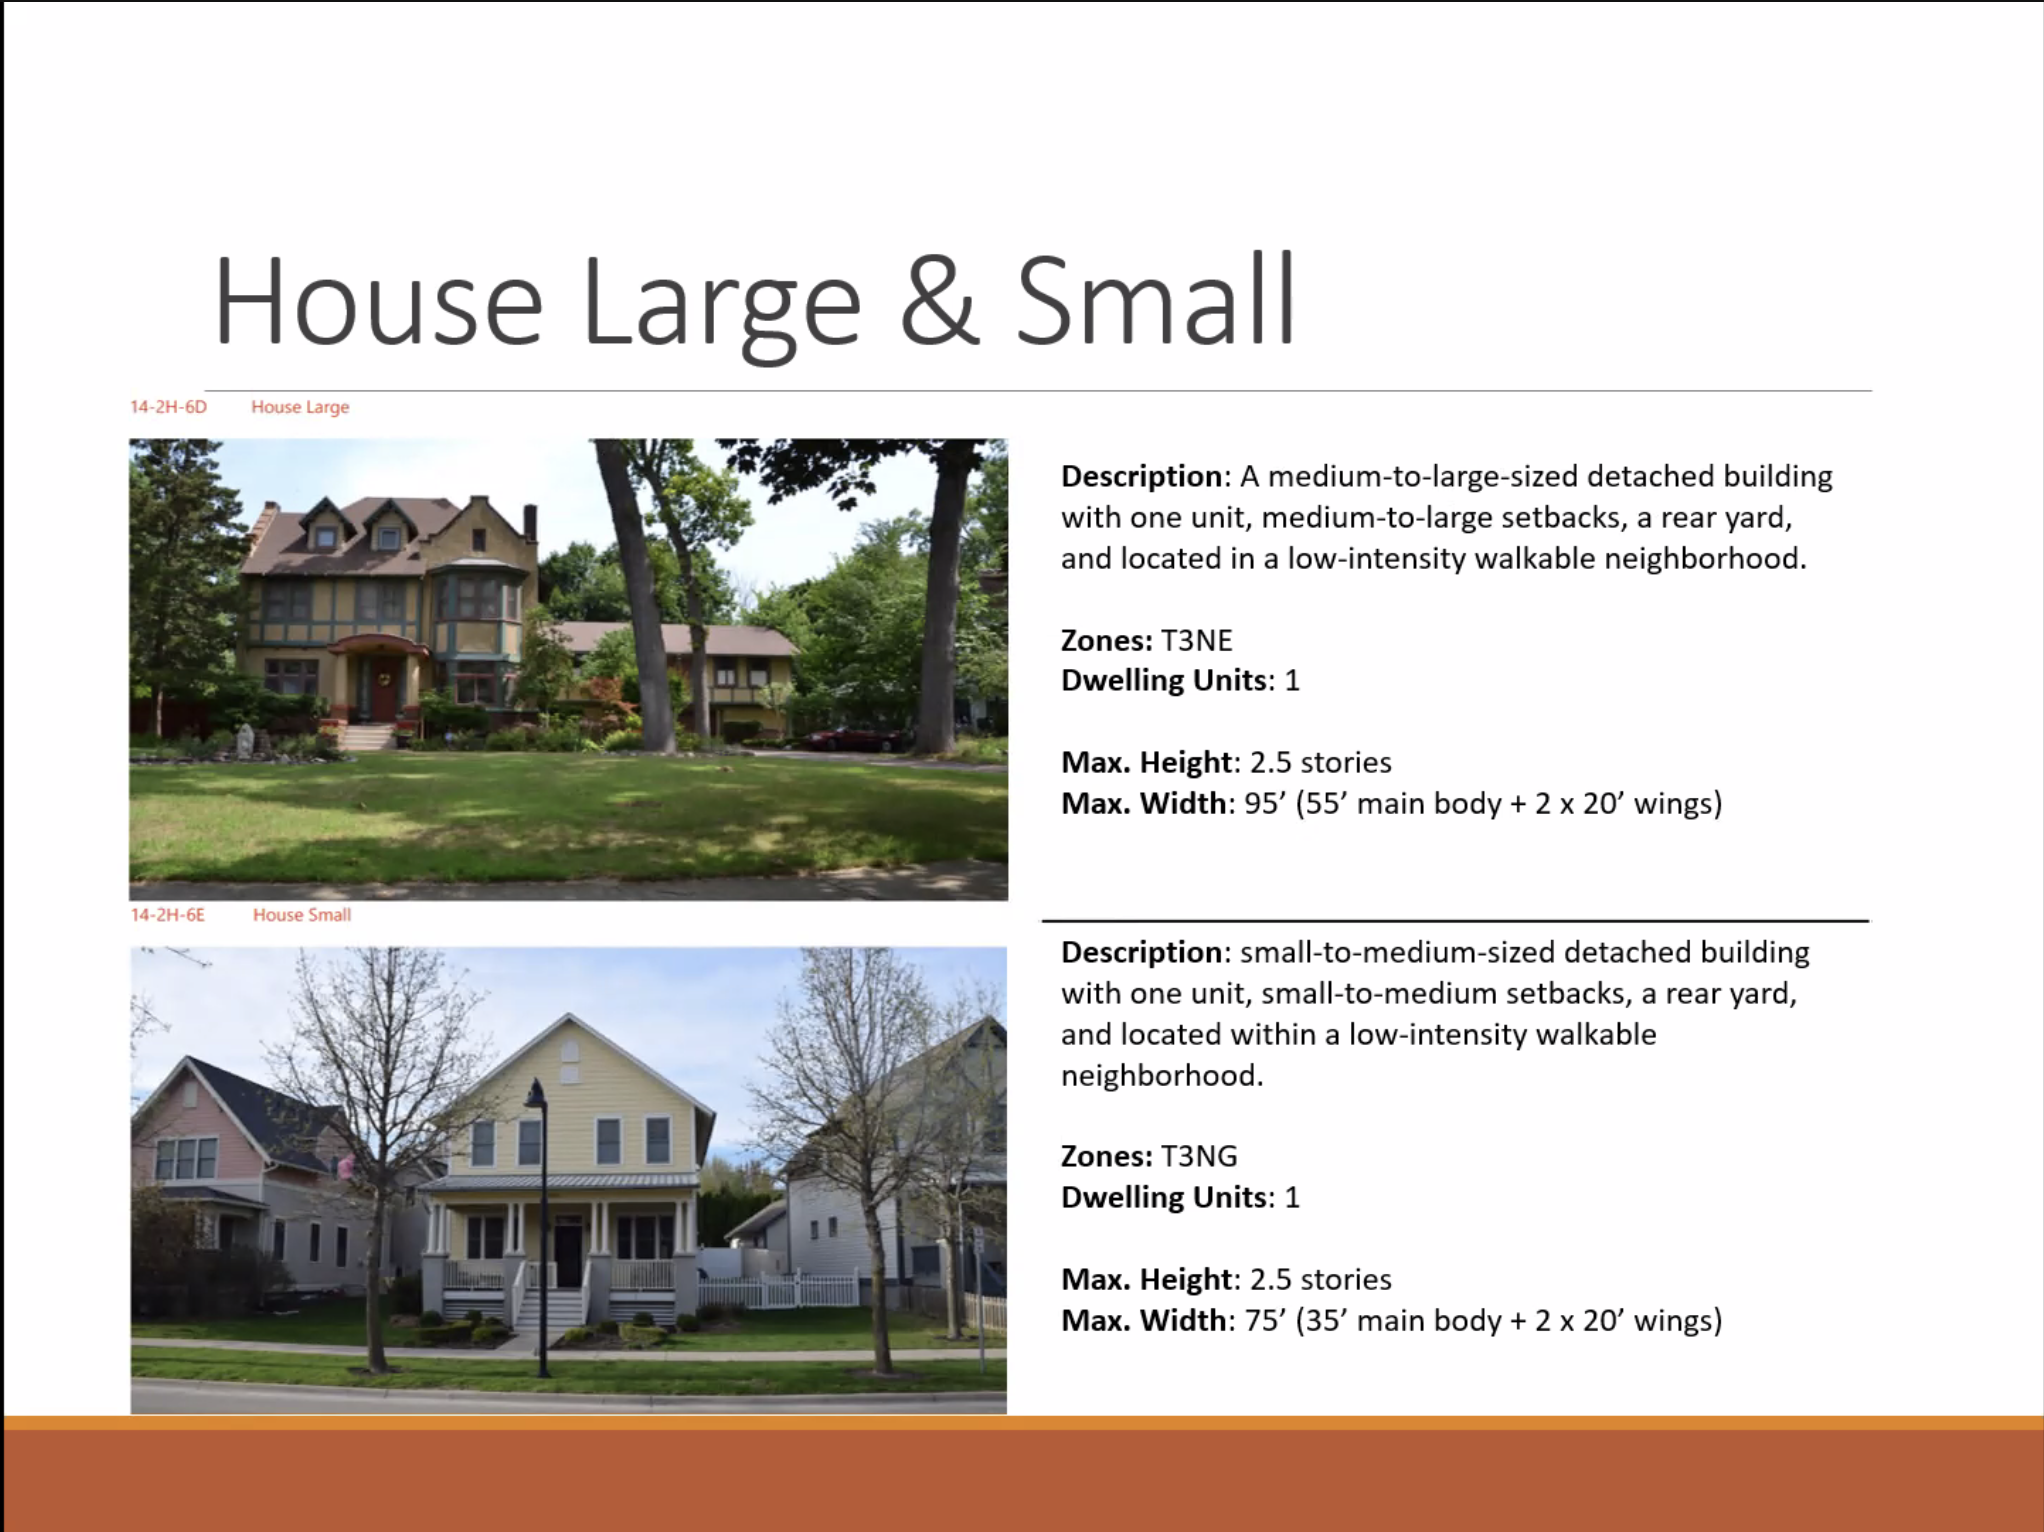 House Large & Small
14-2H-6D House Large
Description: A medium-to-large-sized detached building
with one unit, medium-to-large setbacks, a rear yard,
and located in a low-intensity walkable neighborhood.
Zones: T3NE
Dwelling Units: 1
Max. Height: 2.5 stories
Max. Width: 95’ (55’ main body + 2 x 20’ wings)
14-2H-6E House Small
Description: small-to-medium-sized detached building
with one unit, small-to-medium setbacks, a rear yard,
and located within a low-intensity walkable
neighborhood.
Zones: T3NG
Dwelling Units: 1
Max. Height: 2.5 stories
Max. Width: 75’ (35’ main body + 2 x 20’ wings)